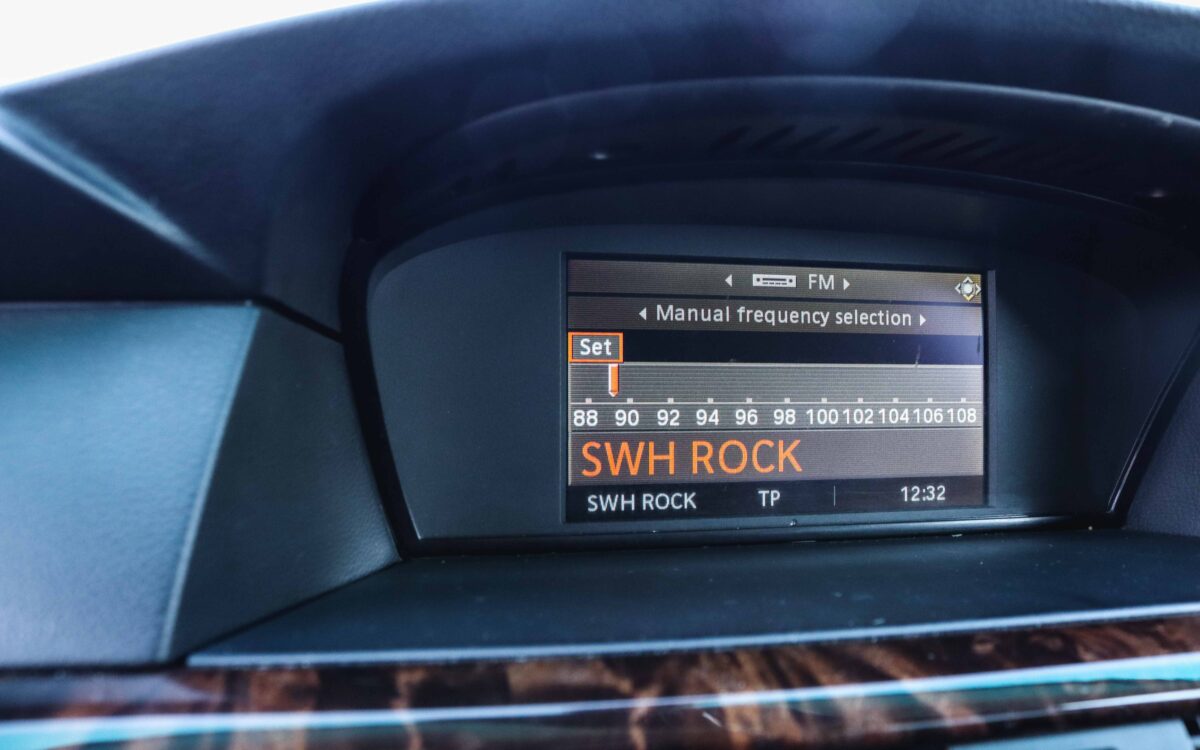 FM
Manual frequency selection
Set
88 90 92 94 96 98 100 102 104 106 108
SWH ROCK
SWH ROCK TP 12:32